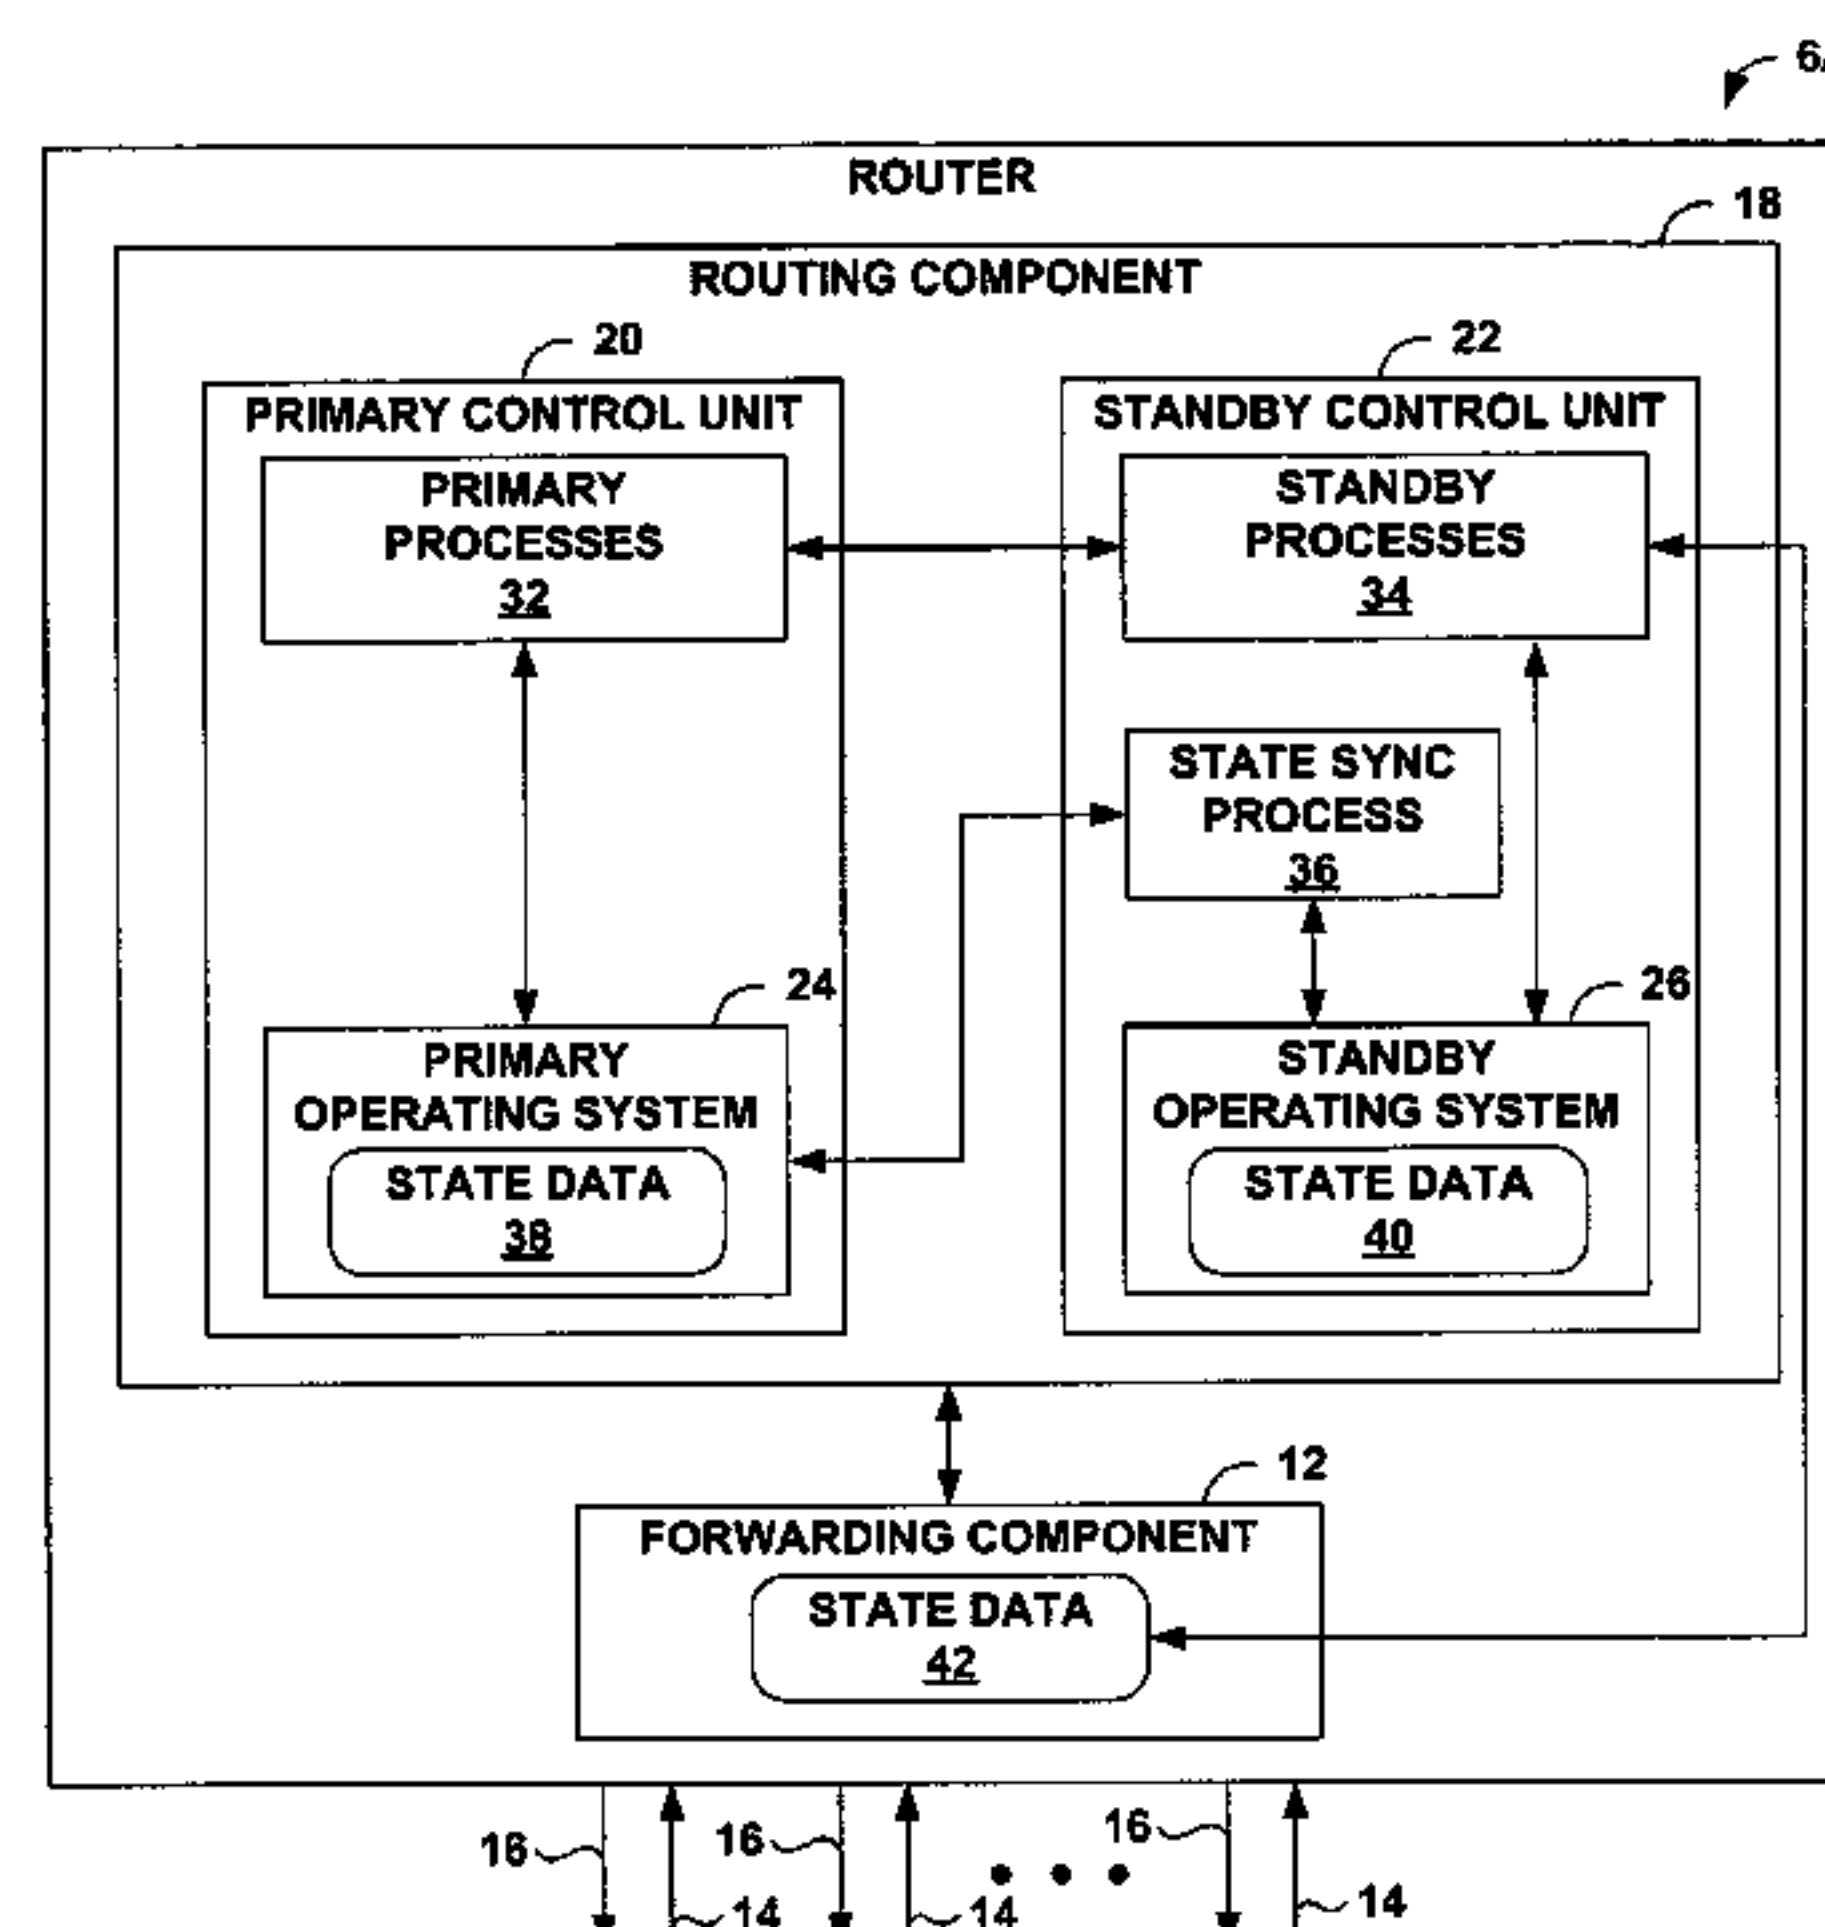 6
ROUTER
18
ROUTING COMPONENT
20
22
PRIMARY CONTROL UNIT
STANDBY CONTROL UNIT
PRIMARY
PROCESSES
32
STANDBY
PROCESSES
34
STATE SYNC
PROCESS
36
24
26
PRIMARY
OPERATING SYSTEM
STATE DATA
38
STANDBY
OPERATING SYSTEM
STATE DATA
40
12
FORWARDING COMPONENT
STATE DATA
42
16
16
16
14
14
14